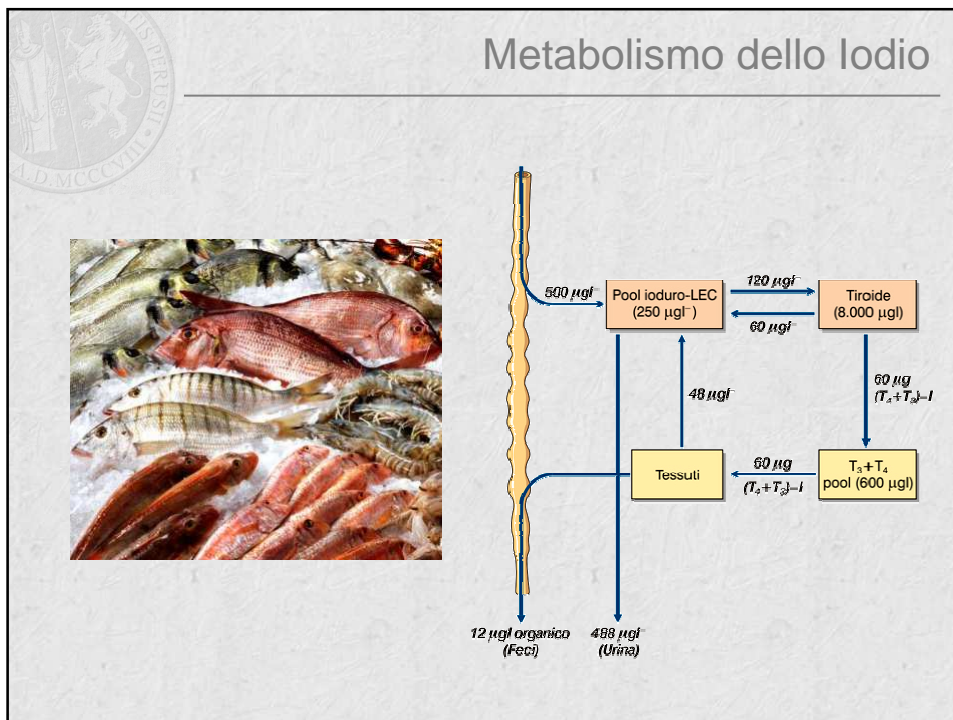 Metabolismo dello Iodio
A.D. MCCCVIII
500 µgI⁻
Pool ioduro-LEC
(250 µgI⁻)
120 µgI⁻
60 µgI⁻
Tiroide
(8.000 µgI)
48 µgI⁻
60 µg
(T₄+T₃)–I
Tessuti
60 µg
(T₄+T₃)–I
T₃+T₄
pool (600 µgI)
12 µgI organico
(Feci)
488 µgI⁻
(Urina)